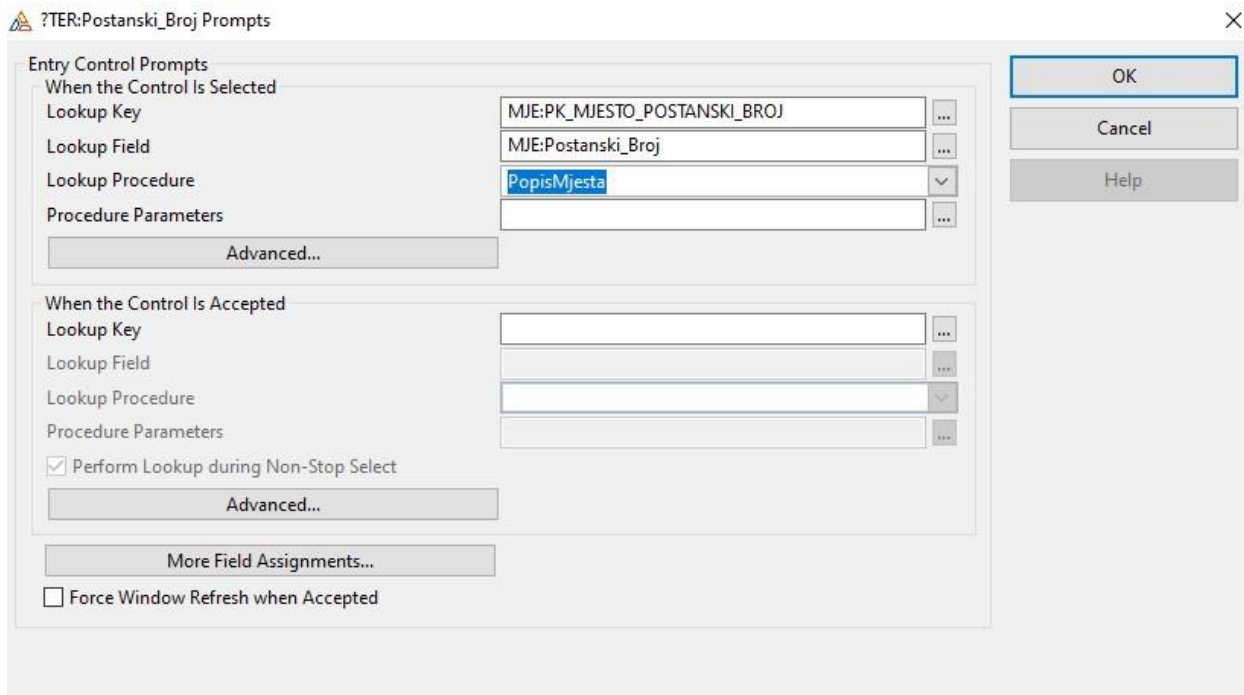 ?TER:Postanski_Broj Prompts
Entry Control Prompts
When the Control Is Selected
Lookup Key MJE:PK_MJESTO_POSTANSKI_BROJ ...
Lookup Field MJE:Postanski_Broj ...
Lookup Procedure PopisMjesta
Procedure Parameters ...
Advanced...
When the Control Is Accepted
Lookup Key ...
Lookup Field ...
Lookup Procedure
Procedure Parameters ...
Perform Lookup during Non-Stop Select
Advanced...
More Field Assignments...
Force Window Refresh when Accepted
OK
Cancel
Help